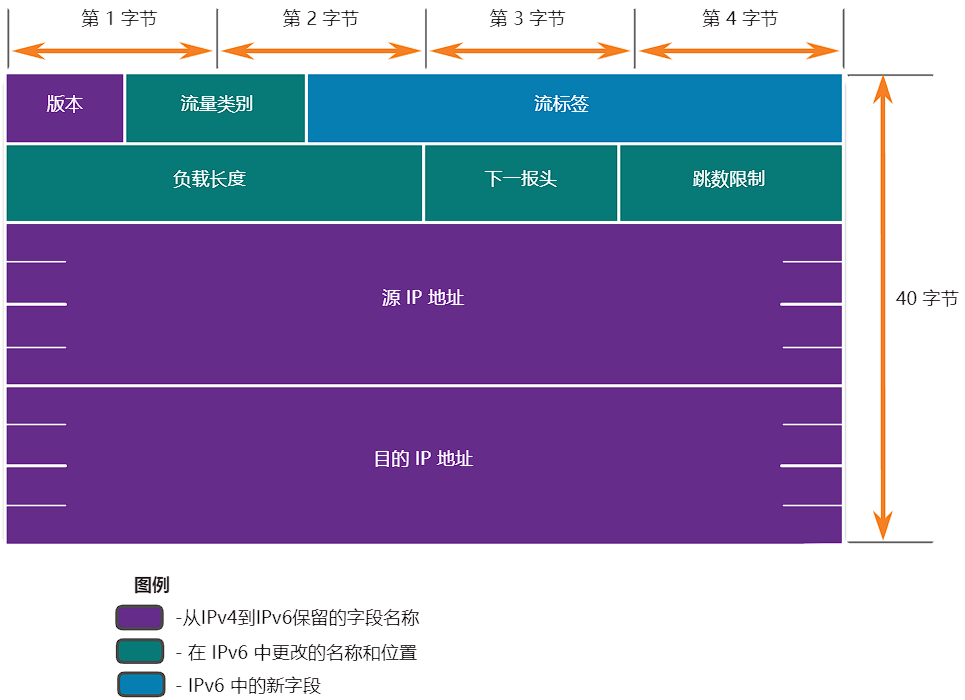 第 1 字节 第 2 字节 第 3 字节 第 4 字节
版本 流量类别 流标签
负载长度 下一报头 跳数限制
源 IP 地址
40 字节
目的 IP 地址
图例
-从IPv4到IPv6保留的字段名称
- 在 IPv6 中更改的名称和位置
- IPv6 中的新字段